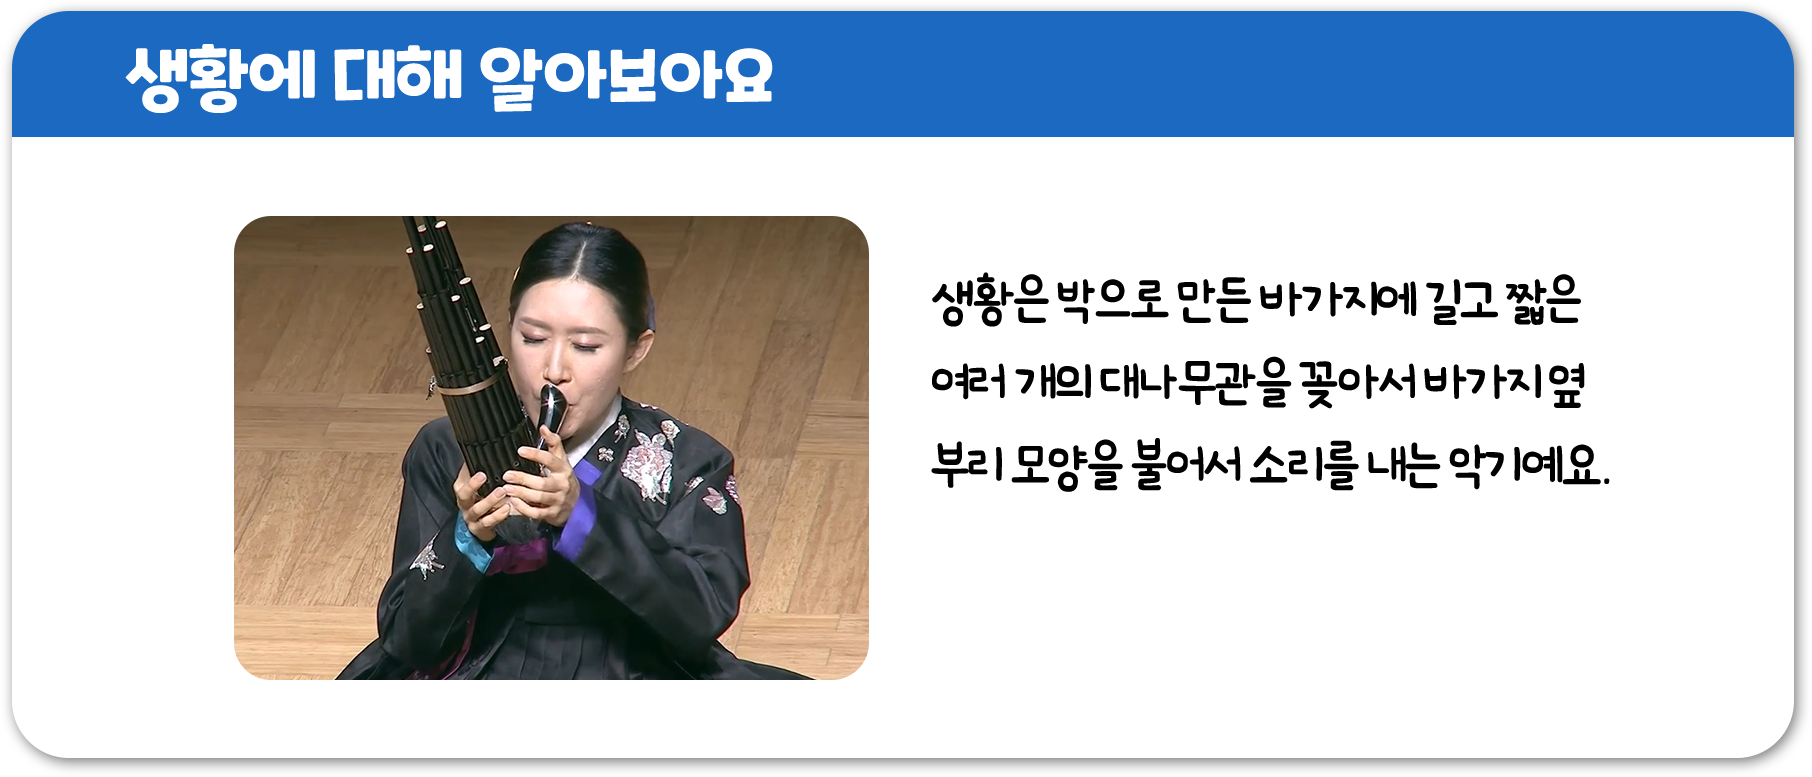 생황에 대해 알아보아요
생황은 박으로 만든 바가지에 길고 짧은
여러 개의 대나무관을 꽂아서 바가지 옆
부리 모양을 불어서 소리를 내는 악기예요.